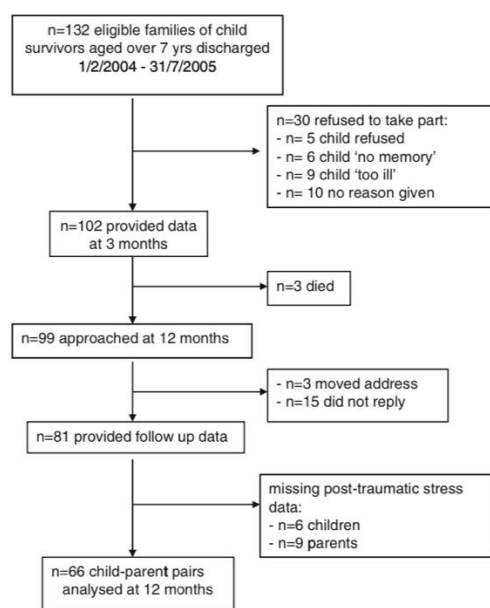 n=132 eligible families of child
survivors aged over 7 yrs discharged
1/2/2004 - 31/7/2005
n=30 refused to take part:
- n= 5 child refused
- n= 6 child ‘no memory’
- n= 9 child ‘too ill’
- n= 10 no reason given
n=102 provided data
at 3 months
n=3 died
n=99 approached at 12 months
- n=3 moved address
- n=15 did not reply
n=81 provided follow up data
missing post-traumatic stress
data:
- n=6 children
- n=9 parents
n=66 child-parent pairs
analysed at 12 months